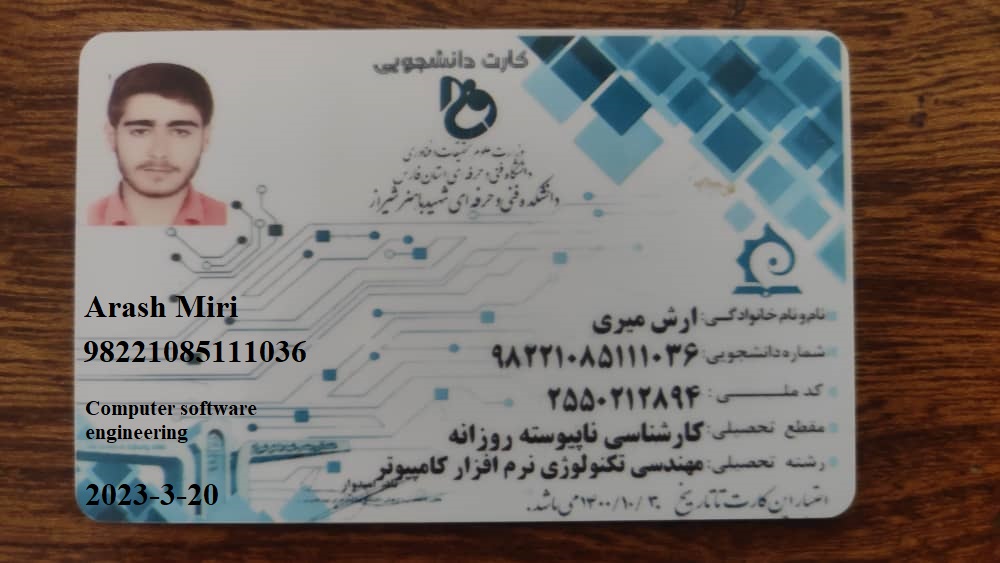 کارت دانشجویی
وزارت علوم تحقیقات و فناوری
دانشگاه فنی و حرفه ای استان فارس
دانشکده فنی و حرفه ای شهید باهنر شیراز
نام و نام خانوادگی: ارش میری
شماره دانشجویی: ۹۸۲۲۱۰۸۵۱۱۱۰۳۶
کد ملی: ۲۵۵۰۲۱۲۸۹۴
مقطع تحصیلی: کارشناسی ناپیوسته روزانه
رشته تحصیلی: مهندسی تکنولوژی نرم افزار کامپیوتر
اعتبار این کارت تا تاریخ ۱۴۰۰/۱۰/۳۰ می باشد.
Arash Miri
98221085111036
Computer software
engineering
2023-3-20